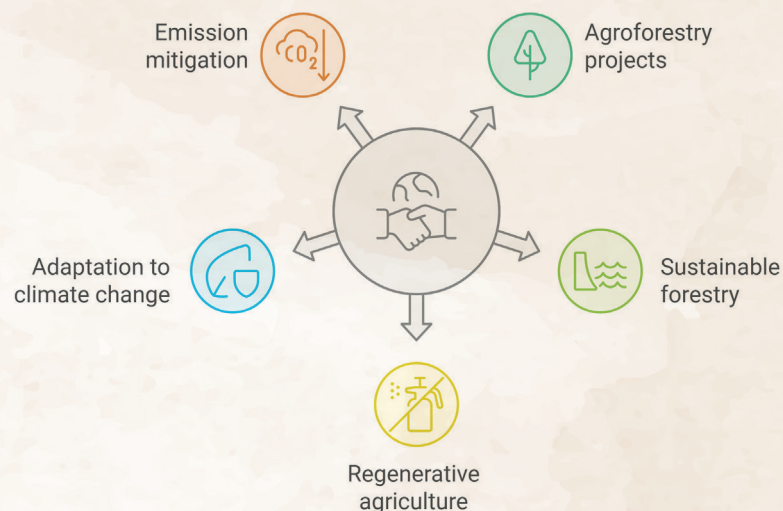 Emission
mitigation
CO2
Agroforestry
projects
Adaptation to
climate change
Sustainable
forestry
Regenerative
agriculture